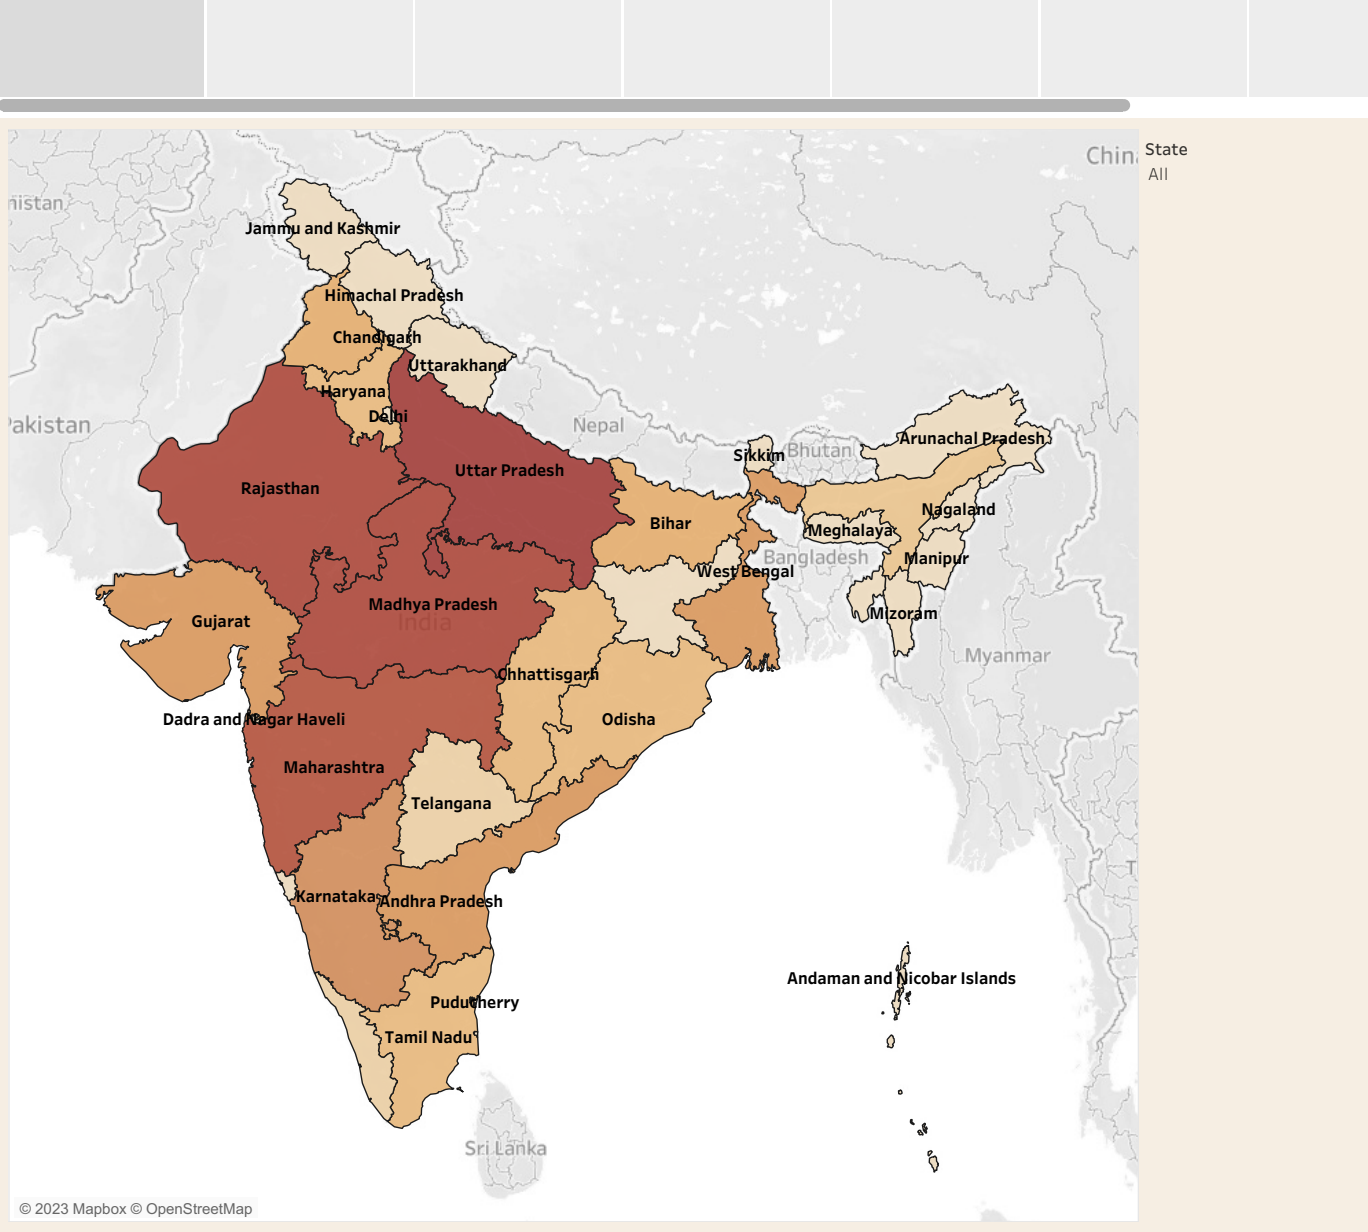 China
State
All
nistan
Jammu and Kashmir
Himachal Pradesh
Chandigarh
Uttarakhand
Haryana
Delhi
Pakistan
Nepal
Arunachal Pradesh
Sikkim
Bhutan
Uttar Pradesh
Rajasthan
Bihar
Nagaland
Meghalaya
Bangladesh
Manipur
West Bengal
Madhya Pradesh
India
Gujarat
Mizoram
Myanmar
Chhattisgarh
Dadra and Nagar Haveli
Odisha
Maharashtra
Telangana
T
Karnataka
Andhra Pradesh
Andaman and Nicobar Islands
Puducherry
Tamil Nadu
Sri Lanka
© 2023 Mapbox © OpenStreetMap